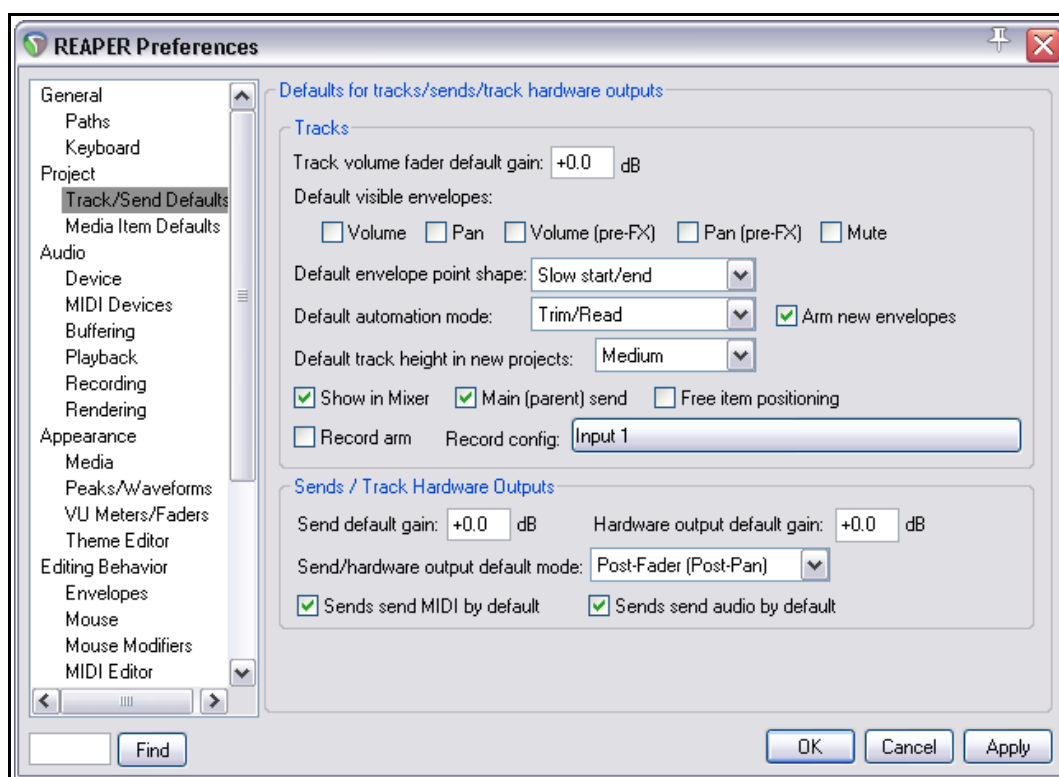 REAPER Preferences
General
Paths
Keyboard
Project
Track/Send Defaults
Media Item Defaults
Audio
Device
MIDI Devices
Buffering
Playback
Recording
Rendering
Appearance
Media
Peaks/Waveforms
VU Meters/Faders
Theme Editor
Editing Behavior
Envelopes
Mouse
Mouse Modifiers
MIDI Editor
Find
Defaults for tracks/sends/track hardware outputs
Tracks
Track volume fader default gain: +0.0 dB
Default visible envelopes:
Volume Pan Volume (pre-FX) Pan (pre-FX) Mute
Default envelope point shape: Slow start/end
Default automation mode: Trim/Read Arm new envelopes
Default track height in new projects: Medium
Show in Mixer Main (parent) send Free item positioning
Record arm Record config: Input 1
Sends / Track Hardware Outputs
Send default gain: +0.0 dB Hardware output default gain: +0.0 dB
Send/hardware output default mode: Post-Fader (Post-Pan)
Sends send MIDI by default Sends send audio by default
OK Cancel Apply